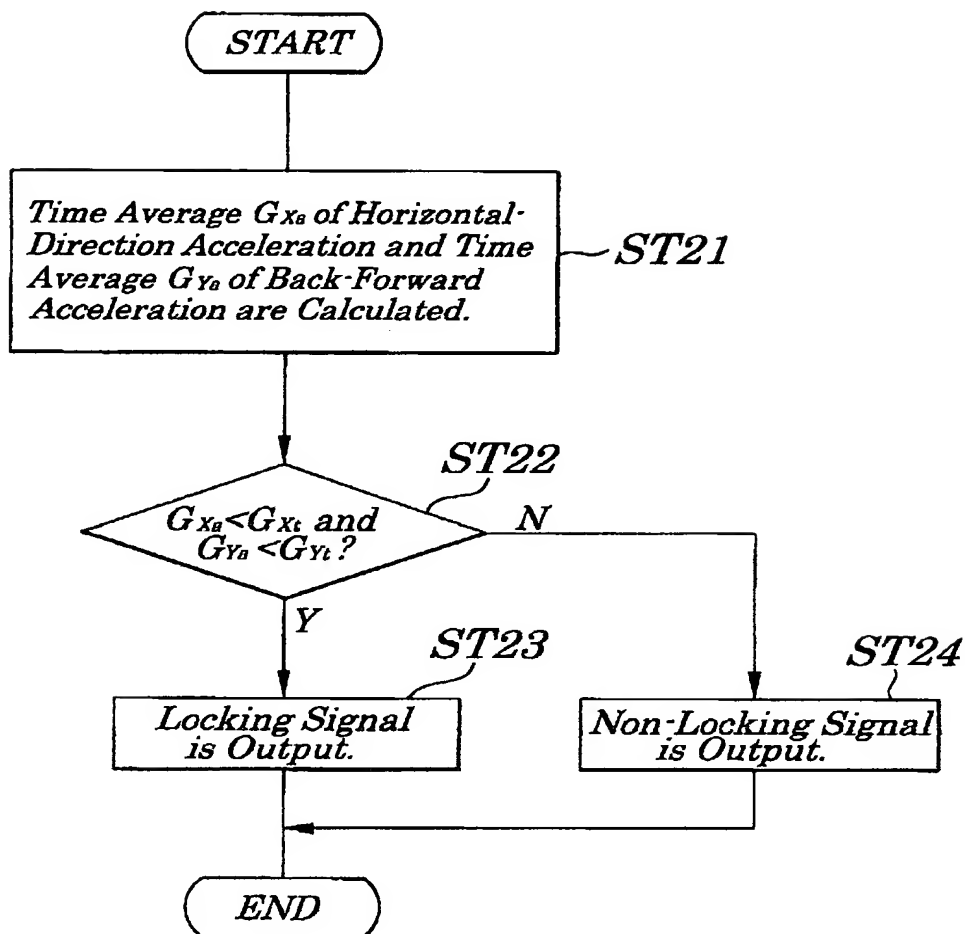 START
Time Average GXa of Horizontal-
Direction Acceleration and Time
Average GYa of Back-Forward
Acceleration are Calculated.
ST21
ST22
GXa<GXt and
GYa<GYt?
N
Y
ST23
ST24
Locking Signal
is Output.
Non-Locking Signal
is Output.
END